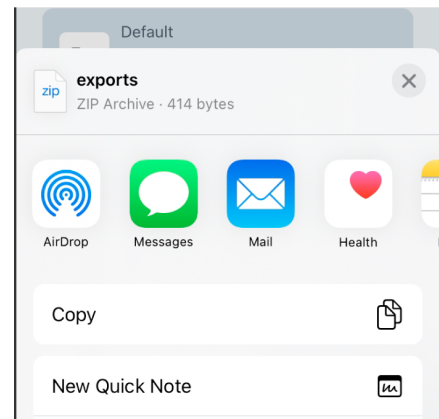 Default
zip
exports
ZIP Archive · 414 bytes
AirDrop
Messages
Mail
Health
Copy
New Quick Note